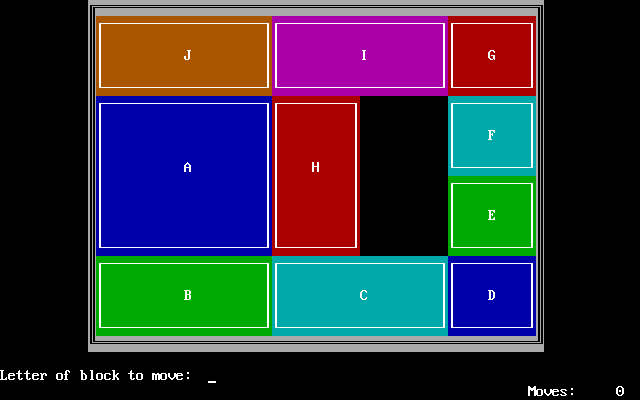 J I G
F
A H
E
B C D
Letter of block to move: _
Moves: 0